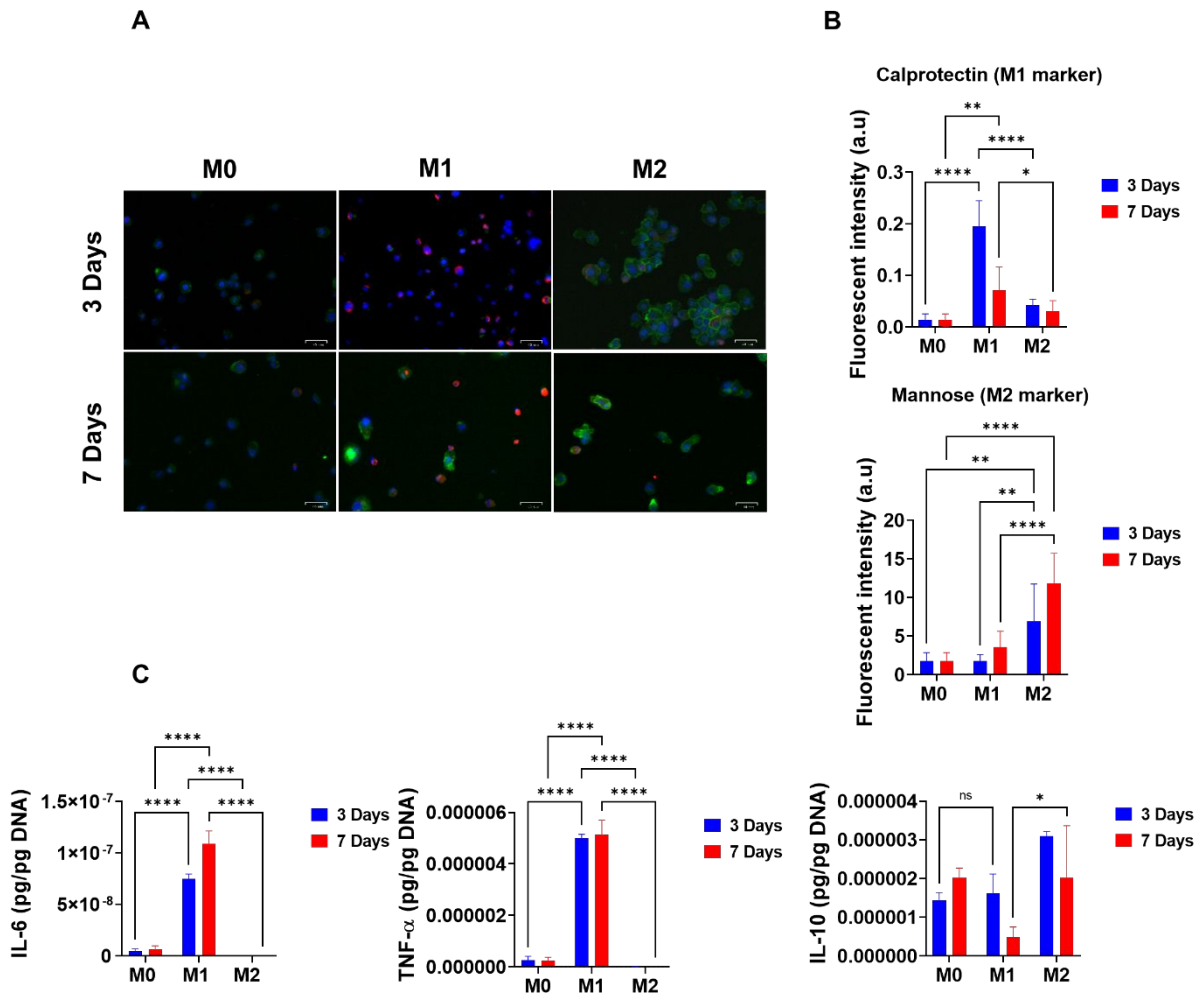 A
B
M0 M1 M2
3 Days
7 Days
Calprotectin (M1 marker)
Fluorescent intensity (a.u)
**
****
**** *
0.3
0.2
0.1
0.0
M0 M1 M2
3 Days
7 Days
Mannose (M2 marker)
Fluorescent intensity (a.u)
****
**
**
****
20
15
10
5
0
M0 M1 M2
3 Days
7 Days
C
IL-6 (pg/pg DNA)
****
****
**** ****
1.5×10-7
1×10-7
5×10-8
0
M0 M1 M2
3 Days
7 Days
TNF-α (pg/pg DNA)
****
****
**** ****
0.000006
0.000004
0.000002
0.000000
M0 M1 M2
3 Days
7 Days
IL-10 (pg/pg DNA)
ns *
0.000004
0.000003
0.000002
0.000001
0.000000
M0 M1 M2
3 Days
7 Days